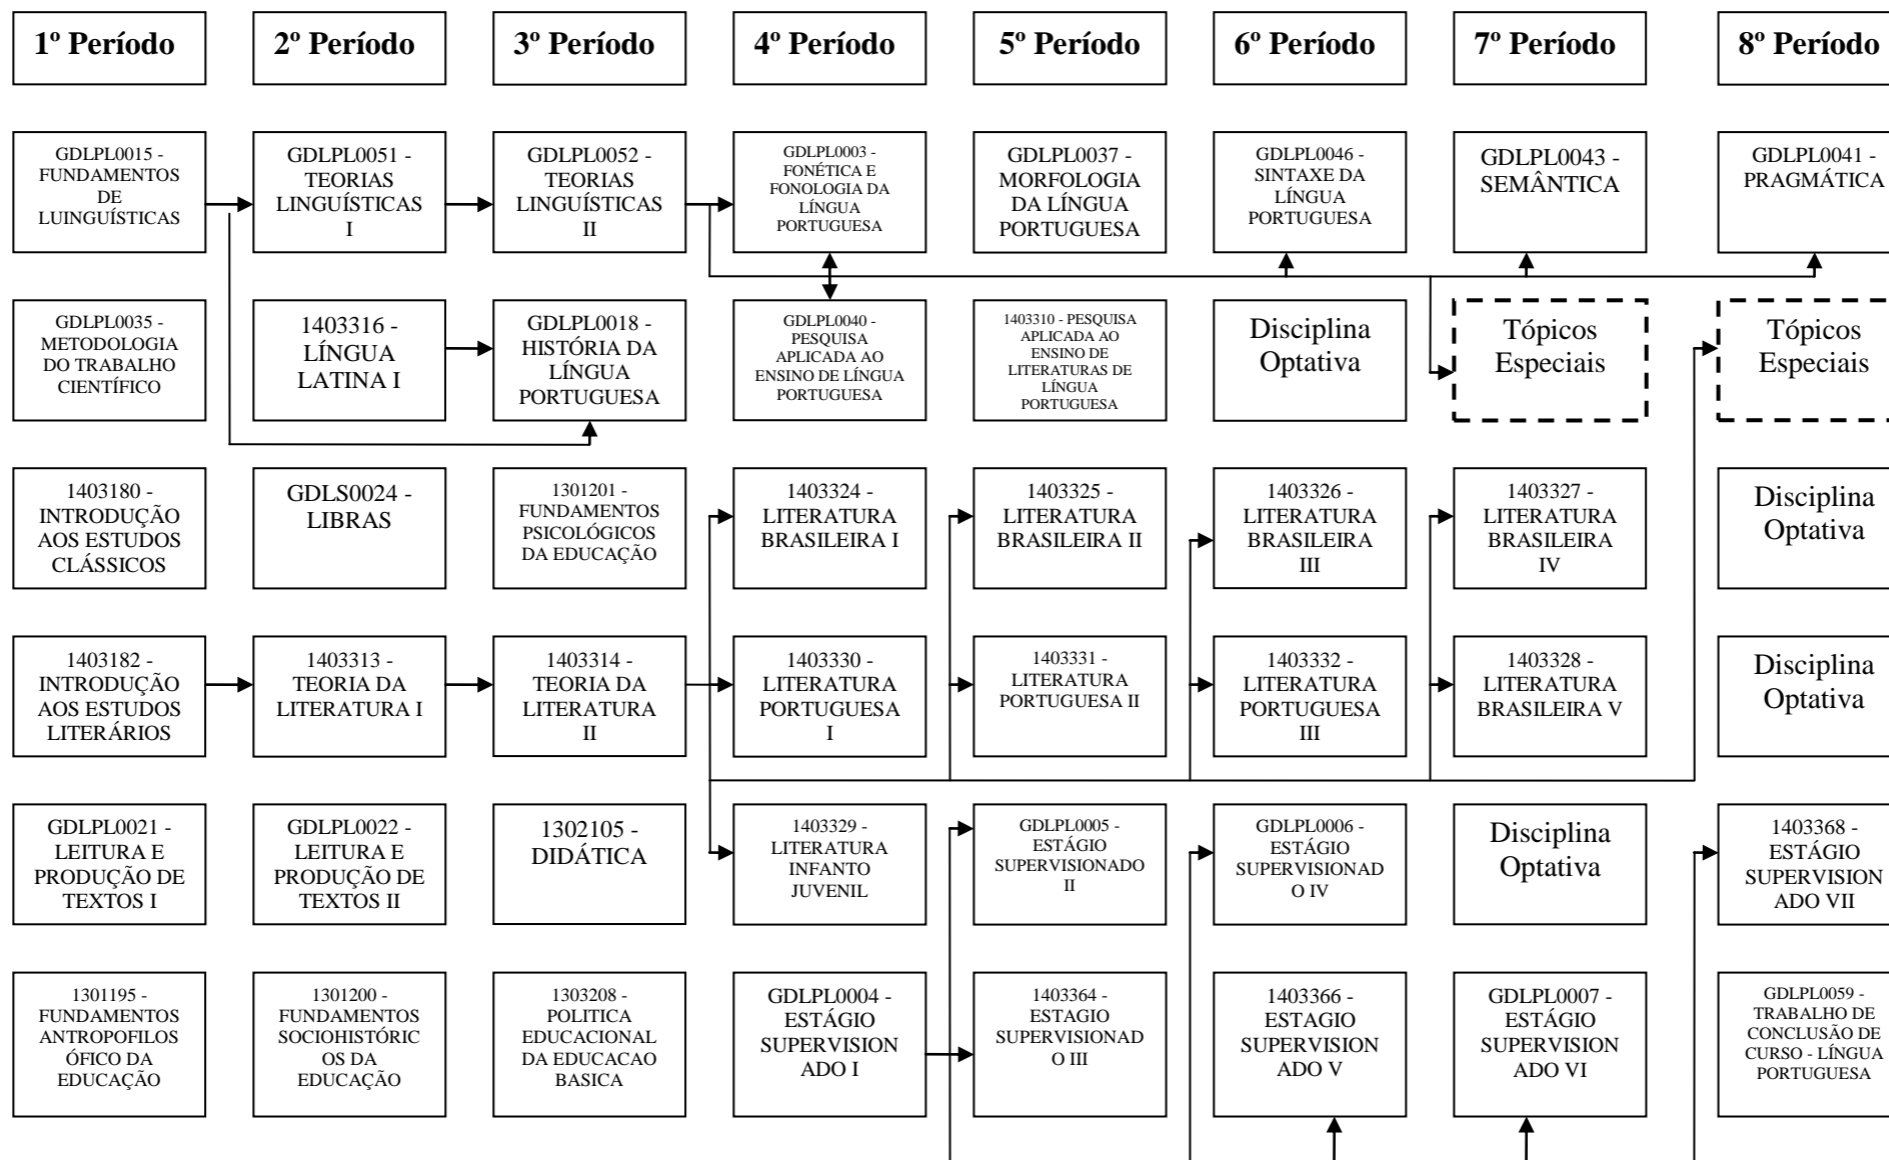 1º Período
2º Período
3º Período
4º Período
5º Período
6º Período
7º Período
8º Período
GDLPL0015 -
FUNDAMENTOS
DE
LUINGUÍSTICAS
GDLPL0051 -
TEORIAS
LINGUÍSTICAS
I
GDLPL0052 -
TEORIAS
LINGUÍSTICAS
II
GDLPL0003 -
FONÉTICA E
FONOLOGIA DA
LÍNGUA
PORTUGUESA
GDLPL0037 -
MORFOLOGIA
DA LÍNGUA
PORTUGUESA
GDLPL0046 -
SINTAXE DA
LÍNGUA
PORTUGUESA
GDLPL0043 -
SEMÂNTICA
GDLPL0041 -
PRAGMÁTICA
GDLPL0035 -
METODOLOGIA
DO TRABALHO
CIENTÍFICO
1403316 -
LÍNGUA
LATINA I
GDLPL0018 -
HISTÓRIA DA
LÍNGUA
PORTUGUESA
GDLPL0040 -
PESQUISA
APLICADA AO
ENSINO DE LÍNGUA
PORTUGUESA
1403310 - PESQUISA
APLICADA AO
ENSINO DE
LITERATURAS DE
LÍNGUA
PORTUGUESA
Disciplina
Optativa
Tópicos
Especiais
Tópicos
Especiais
1403180 -
INTRODUÇÃO
AOS ESTUDOS
CLÁSSICOS
GDLS0024 -
LIBRAS
1301201 -
FUNDAMENTOS
PSICOLÓGICOS
DA EDUCAÇÃO
1403324 -
LITERATURA
BRASILEIRA I
1403325 -
LITERATURA
BRASILEIRA II
1403326 -
LITERATURA
BRASILEIRA
III
1403327 -
LITERATURA
BRASILEIRA
IV
Disciplina
Optativa
1403182 -
INTRODUÇÃO
AOS ESTUDOS
LITERÁRIOS
1403313 -
TEORIA DA
LITERATURA I
1403314 -
TEORIA DA
LITERATURA
II
1403330 -
LITERATURA
PORTUGUESA
I
1403331 -
LITERATURA
PORTUGUESA II
1403332 -
LITERATURA
PORTUGUESA
III
1403328 -
LITERATURA
BRASILEIRA V
Disciplina
Optativa
GDLPL0021 -
LEITURA E
PRODUÇÃO DE
TEXTOS I
GDLPL0022 -
LEITURA E
PRODUÇÃO DE
TEXTOS II
1302105 -
DIDÁTICA
1403329 -
LITERATURA
INFANTO
JUVENIL
GDLPL0005 -
ESTÁGIO
SUPERVISIONADO
II
GDLPL0006 -
ESTÁGIO
SUPERVISIONAD
O IV
Disciplina
Optativa
1403368 -
ESTÁGIO
SUPERVISION
ADO VII
1301195 -
FUNDAMENTOS
ANTROPOFILOS
ÓFICO DA
EDUCAÇÃO
1301200 -
FUNDAMENTOS
SOCIOHISTÓRIC
OS DA
EDUCAÇÃO
1303208 -
POLITICA
EDUCACIONAL
DA EDUCACAO
BASICA
GDLPL0004 -
ESTÁGIO
SUPERVISION
ADO I
1403364 -
ESTAGIO
SUPERVISIONAD
O III
1403366 -
ESTAGIO
SUPERVISION
ADO V
GDLPL0007 -
ESTÁGIO
SUPERVISION
ADO VI
GDLPL0059 -
TRABALHO DE
CONCLUSÃO DE
CURSO - LÍNGUA
PORTUGUESA